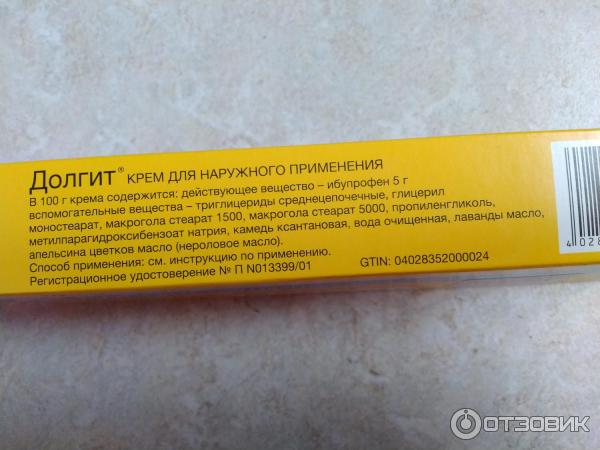 Долгит® КРЕМ ДЛЯ НАРУЖНОГО ПРИМЕНЕНИЯ
В 100 г крема содержится: действующее вещество – ибупрофен 5 г
вспомогательные вещества – триглицериды среднецепочечные, глицерил
моностеарат, макрогола стеарат 1500, макрогола стеарат 5000, пропиленгликоль,
метилпарагидроксибензоат натрия, камедь ксантановая, вода очищенная, лаванды масло,
апельсина цветков масло (нероловое масло).
Способ применения: см. инструкцию по применению.
Регистрационное удостоверение № П N013399/01
GTIN: 04028352000024
4 028
ОТЗОВИК